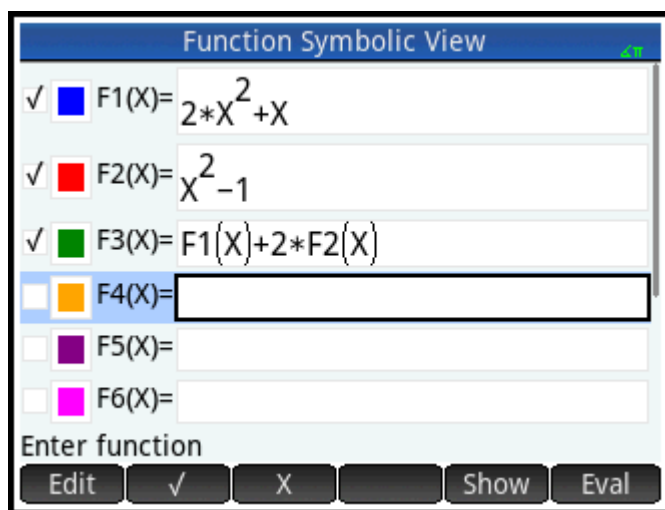 Function Symbolic View ∡π
√ F1(X)= 2*X²+X
√ F2(X)= X²−1
√ F3(X)= F1(X)+2*F2(X)
F4(X)=
F5(X)=
F6(X)=
Enter function
Edit √ X Show Eval